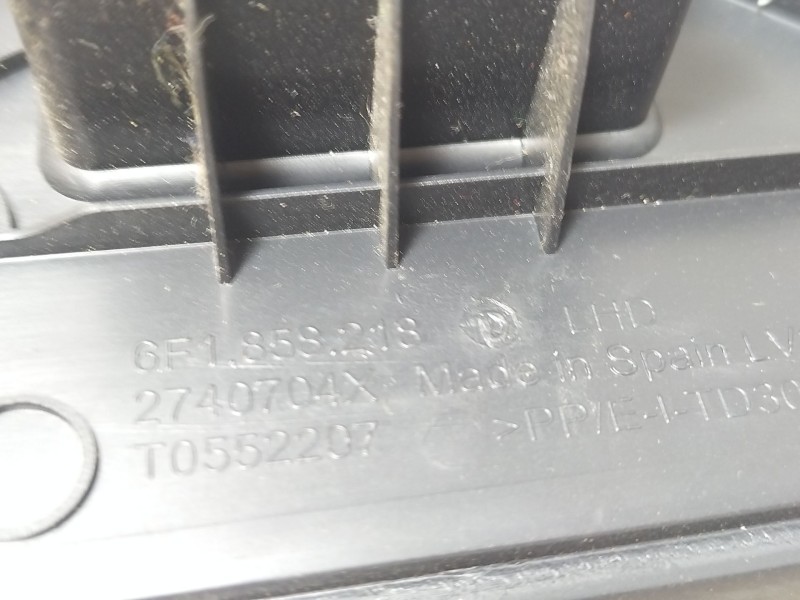 6F1.858.218 LHD
2740704X Made in Spain LV
T0552207 >PP/E-I-TD30